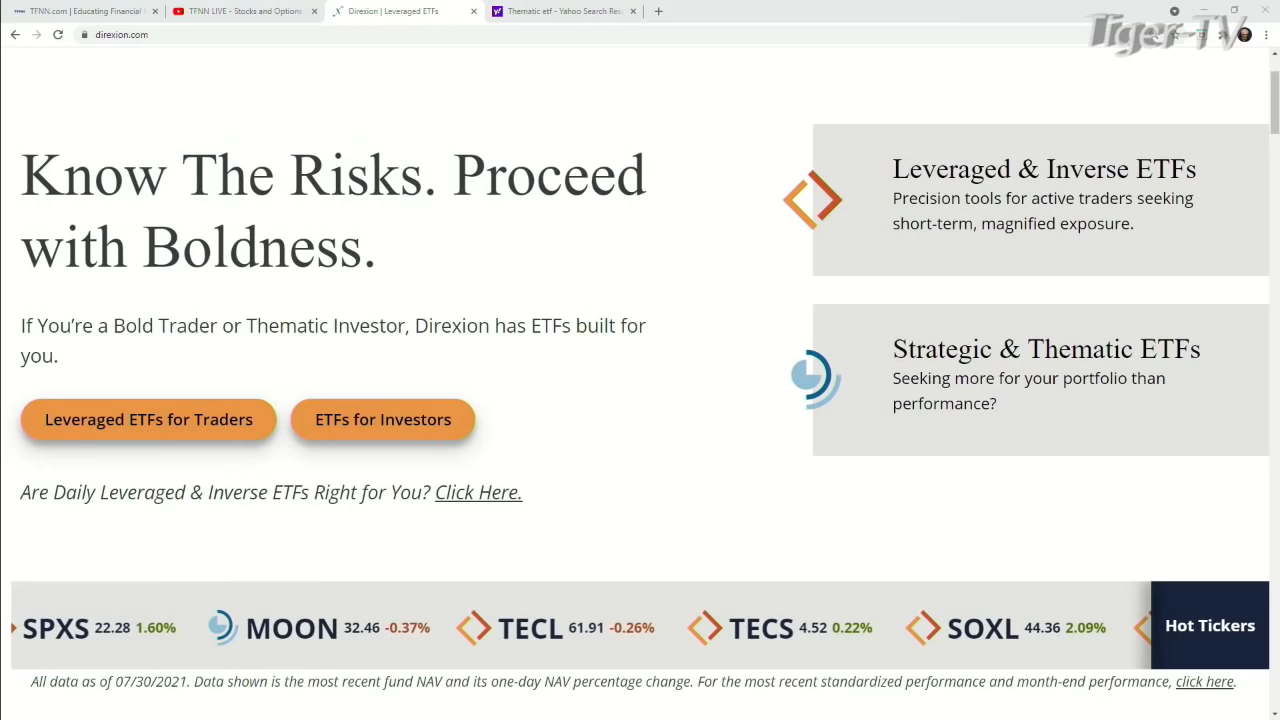 TFNN.com | Educating Financial
TFNN LIVE - Stocks and Options
Direxion | Leveraged ETFs
Thematic etf - Yahoo Search Res
direxion.com
Tiger-TV
Know The Risks. Proceed
with Boldness.
If You're a Bold Trader or Thematic Investor, Direxion has ETFs built for
you.
Leveraged ETFs for Traders
ETFs for Investors
Are Daily Leveraged & Inverse ETFs Right for You? Click Here.
Leveraged & Inverse ETFs
Precision tools for active traders seeking
short-term, magnified exposure.
Strategic & Thematic ETFs
Seeking more for your portfolio than
performance?
SPXS 22.28 1.60% MOON 32.46 -0.37% TECL 61.91 -0.26% TECS 4.52 0.22% SOXL 44.36 2.09% Hot Tickers
All data as of 07/30/2021. Data shown is the most recent fund NAV and its one-day NAV percentage change. For the most recent standardized performance and month-end performance, click here.